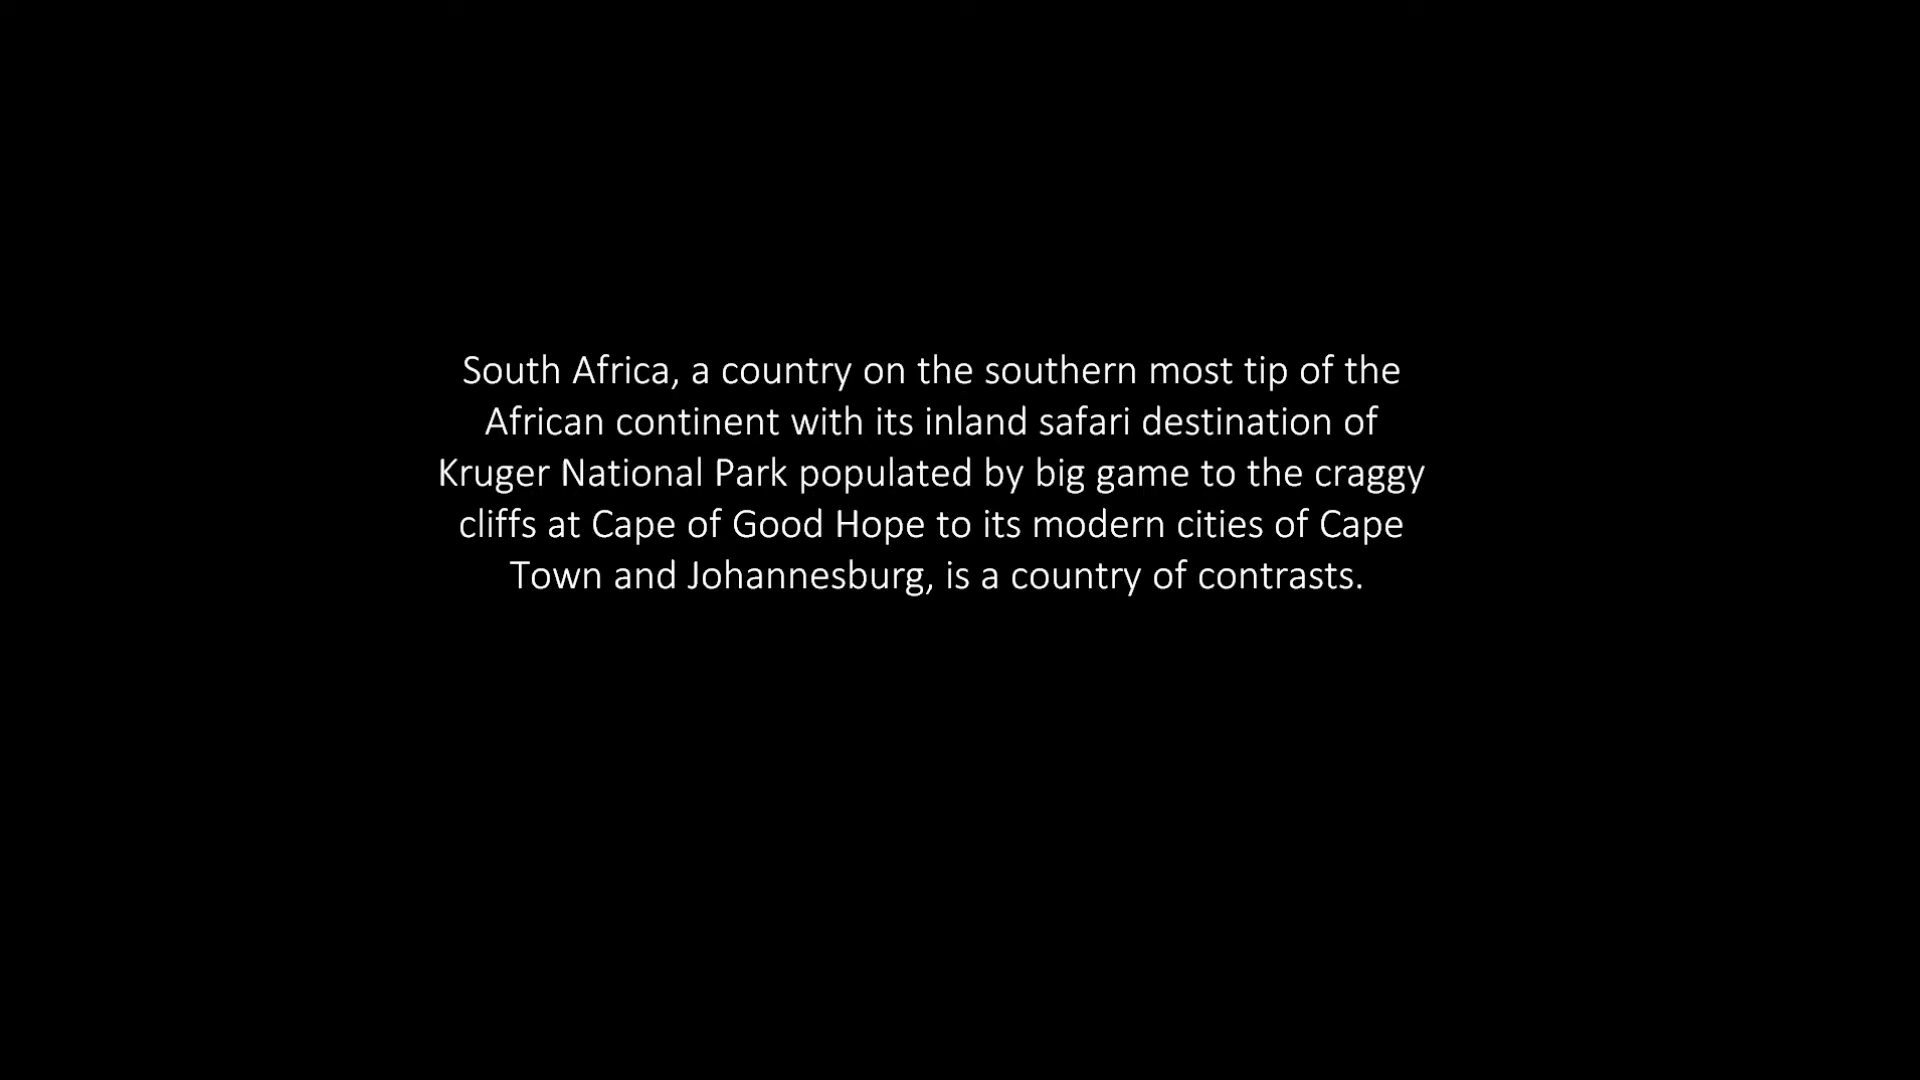 South Africa, a country on the southern most tip of the
African continent with its inland safari destination of
Kruger National Park populated by big game to the craggy
cliffs at Cape of Good Hope to its modern cities of Cape
Town and Johannesburg, is a country of contrasts.